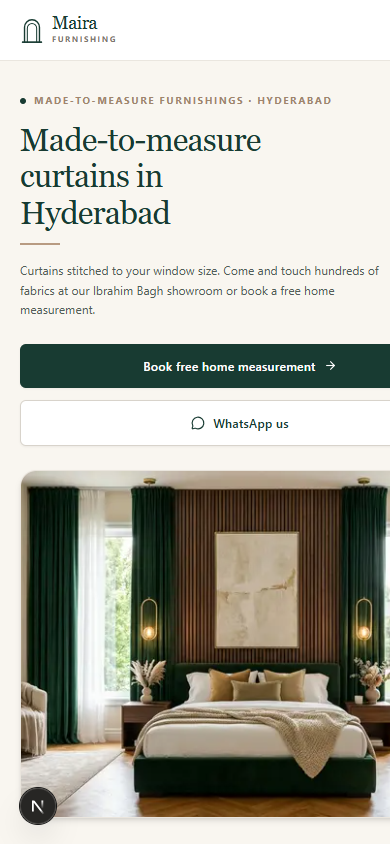 Maira
FURNISHING
MADE-TO-MEASURE FURNISHINGS · HYDERABAD
Made-to-measure
curtains in
Hyderabad
Curtains stitched to your window size. Come and touch hundreds of
fabrics at our Ibrahim Bagh showroom or book a free home
measurement.
Book free home measurement →
WhatsApp us
N